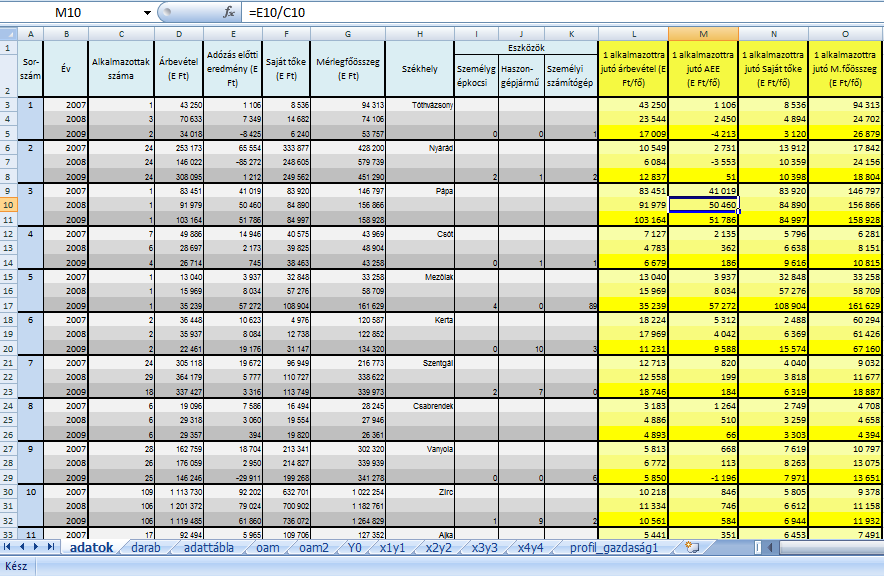 M10 fx =E10/C10
A B C D E F G H I J K L M N O
1 Sor-szám Év Alkalmazottak száma Árbevétel (E Ft) Adózás előtti eredmény (E Ft) Saját tőke (E Ft) Mérlegfőösszeg (E Ft) Székhely Eszközök 1 alkalmazottra jutó árbevétel (E Ft/fő) 1 alkalmazottra jutó AEE (E Ft/fő) 1 alkalmazottra jutó Saját tőke (E Ft/fő) 1 alkalmazottra jutó M.főösszeg (E Ft/fő)
2 Személygépkocsi Haszon-gépjármű Személyi számítógép
3 1 2007 1 43 250 1 106 8 536 94 313 Tóthvázsony 43 250 1 106 8 536 94 313
4 2008 3 70 633 7 349 14 682 74 106 23 544 2 450 4 894 24 702
5 2009 2 34 018 -8 425 6 240 53 757 0 0 1 17 009 -4 213 3 120 26 879
6 2 2007 24 253 173 65 554 333 877 428 200 Nyárád 10 549 2 731 13 912 17 842
7 2008 24 146 022 -85 272 248 605 579 739 6 084 -3 553 10 359 24 156
8 2009 24 308 095 1 212 249 562 451 290 2 1 2 12 837 51 10 398 18 804
9 3 2007 1 83 451 41 019 83 920 146 797 Pápa 83 451 41 019 83 920 146 797
10 2008 1 91 979 50 460 84 890 156 866 91 979 50 460 84 890 156 866
11 2009 1 103 164 51 786 84 997 158 928 103 164 51 786 84 997 158 928
12 4 2007 7 49 886 14 946 40 575 43 969 Csót 7 127 2 135 5 796 6 281
13 2008 6 28 697 2 173 39 825 48 904 4 783 362 6 638 8 151
14 2009 4 26 714 745 38 463 43 258 0 1 1 6 679 186 9 616 10 815
15 5 2007 1 13 040 3 937 32 848 33 258 Mezőlak 13 040 3 937 32 848 33 258
16 2008 1 15 969 8 034 57 276 58 709 15 969 8 034 57 276 58 709
17 2009 1 35 239 57 272 108 904 161 629 4 0 89 35 239 57 272 108 904 161 629
18 6 2007 2 36 448 10 623 4 976 120 587 Kerta 18 224 5 312 2 488 60 294
19 2008 2 35 937 8 084 12 738 122 852 17 969 4 042 6 369 61 426
20 2009 2 22 461 19 176 31 147 134 320 0 10 3 11 231 9 588 15 574 67 160
21 7 2007 24 305 118 19 672 96 949 216 773 Szentgál 12 713 820 4 040 9 032
22 2008 29 364 179 5 777 110 727 338 622 12 558 199 3 818 11 677
23 2009 18 337 427 3 316 113 749 339 973 2 7 0 18 746 184 6 319 18 887
24 8 2007 6 19 096 7 586 16 494 28 245 Csabrendek 3 183 1 264 2 749 4 708
25 2008 6 29 318 3 060 19 554 27 946 4 886 510 3 259 4 658
26 2009 6 29 357 394 19 820 26 361 4 893 66 3 303 4 394
27 9 2007 28 162 759 18 704 213 341 302 320 Vanyola 5 813 668 7 619 10 797
28 2008 26 176 059 2 950 214 827 339 939 6 772 113 8 263 13 075
29 2009 25 146 246 -29 911 199 268 341 278 0 0 6 5 850 -1 196 7 971 13 651
30 10 2007 109 1 113 730 92 202 632 701 1 022 254 Zirc 10 218 846 5 805 9 378
31 2008 106 1 201 372 79 024 700 902 1 182 761 11 334 746 6 612 11 158
32 2009 106 1 119 485 61 860 736 072 1 264 829 1 9 2 10 561 584 6 944 11 932
33 11 2007 17 92 494 5 965 109 706 127 352 Ajka 5 441 351 6 453 7 491
adatok darab adattábla oam oam2 Y0 x1y1 x2y2 x3y3 x4y4 profil_gazdaság1
Kész